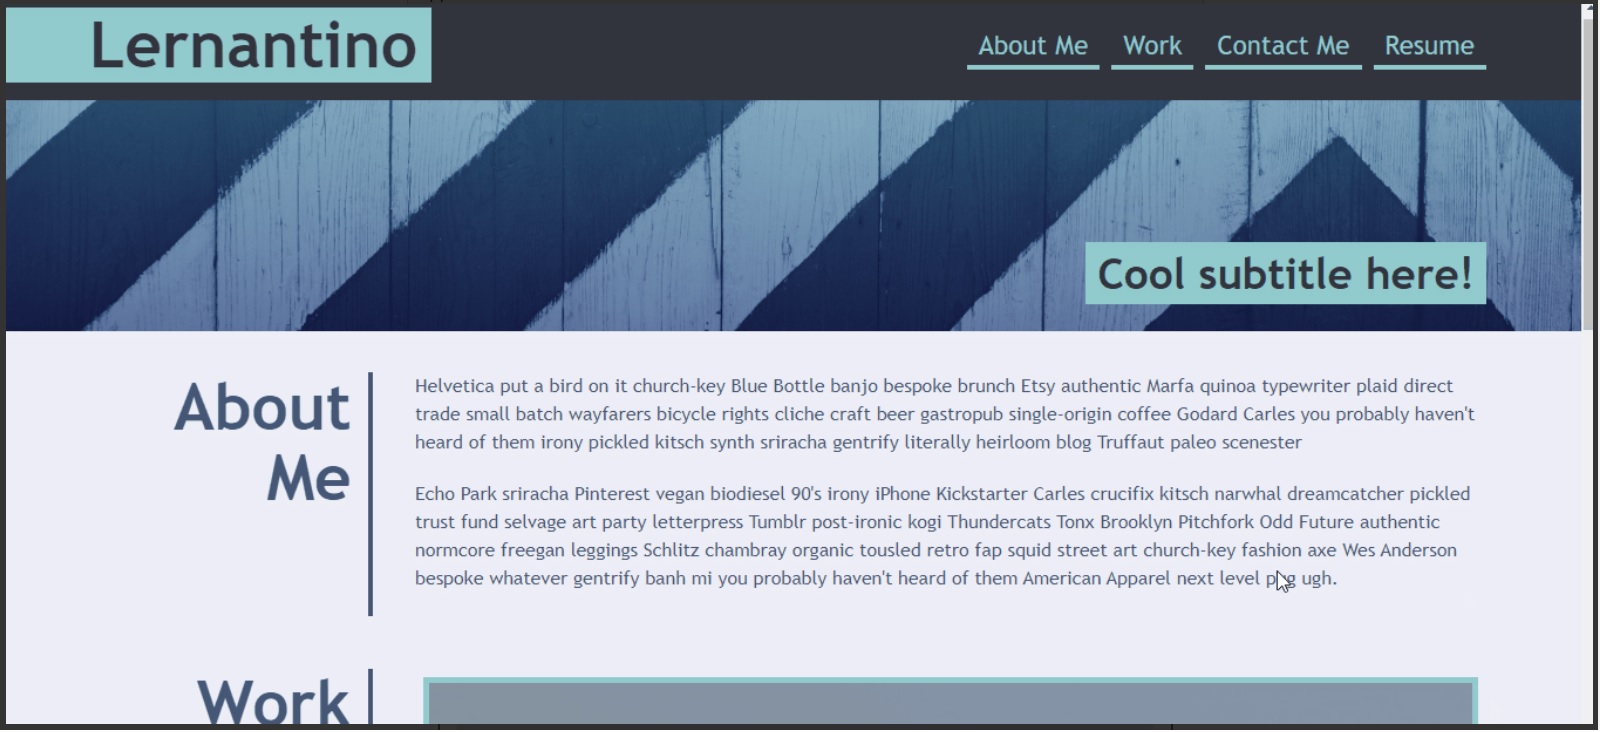 Lernantino
About Me Work Contact Me Resume
Cool subtitle here!
About
Me
Helvetica put a bird on it church-key Blue Bottle banjo bespoke brunch Etsy authentic Marfa quinoa typewriter plaid direct
trade small batch wayfarers bicycle rights cliche craft beer gastropub single-origin coffee Godard Carles you probably haven't
heard of them irony pickled kitsch synth sriracha gentrify literally heirloom blog Truffaut paleo scenester
Echo Park sriracha Pinterest vegan biodiesel 90's irony iPhone Kickstarter Carles crucifix kitsch narwhal dreamcatcher pickled
trust fund selvage art party letterpress Tumblr post-ironic kogi Thundercats Tonx Brooklyn Pitchfork Odd Future authentic
normcore freegan leggings Schlitz chambray organic tousled retro fap squid street art church-key fashion axe Wes Anderson
bespoke whatever gentrify banh mi you probably haven't heard of them American Apparel next level ugh.
Work